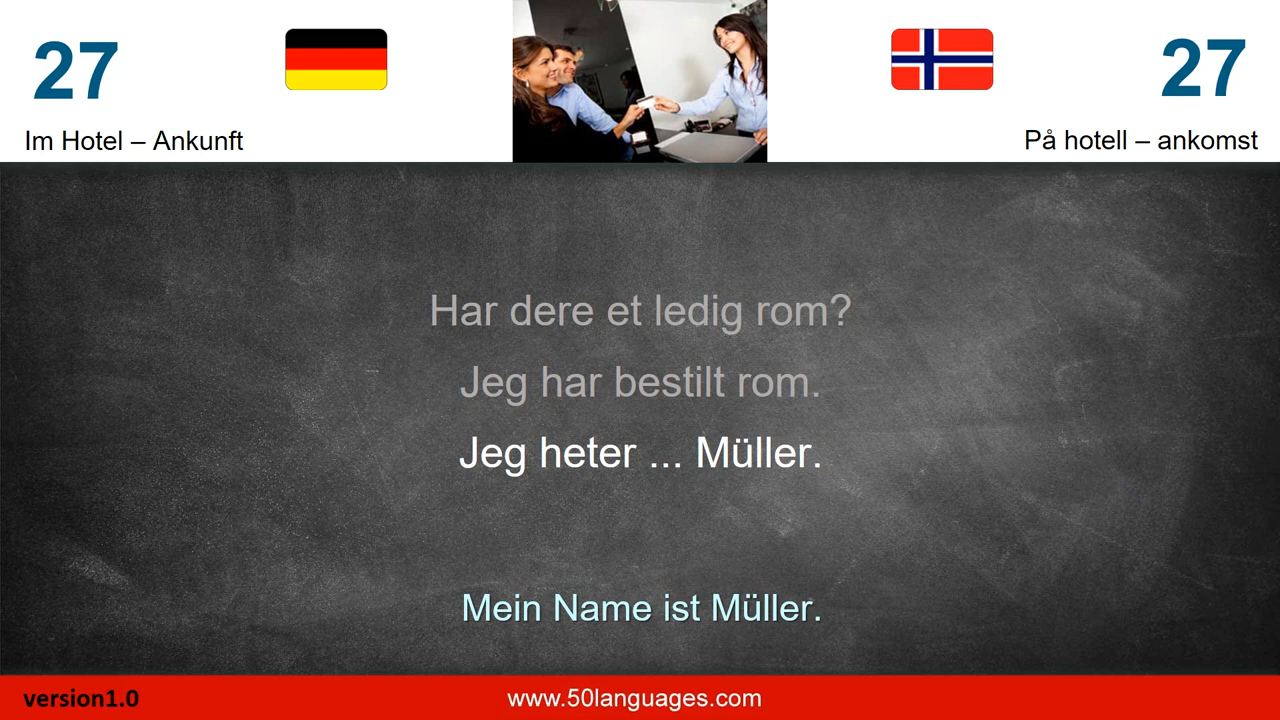 27
27
Im Hotel – Ankunft
På hotell – ankomst
Har dere et ledig rom?
Jeg har bestilt rom.
Jeg heter ... Müller.
Mein Name ist Müller.
version1.0
www.50languages.com